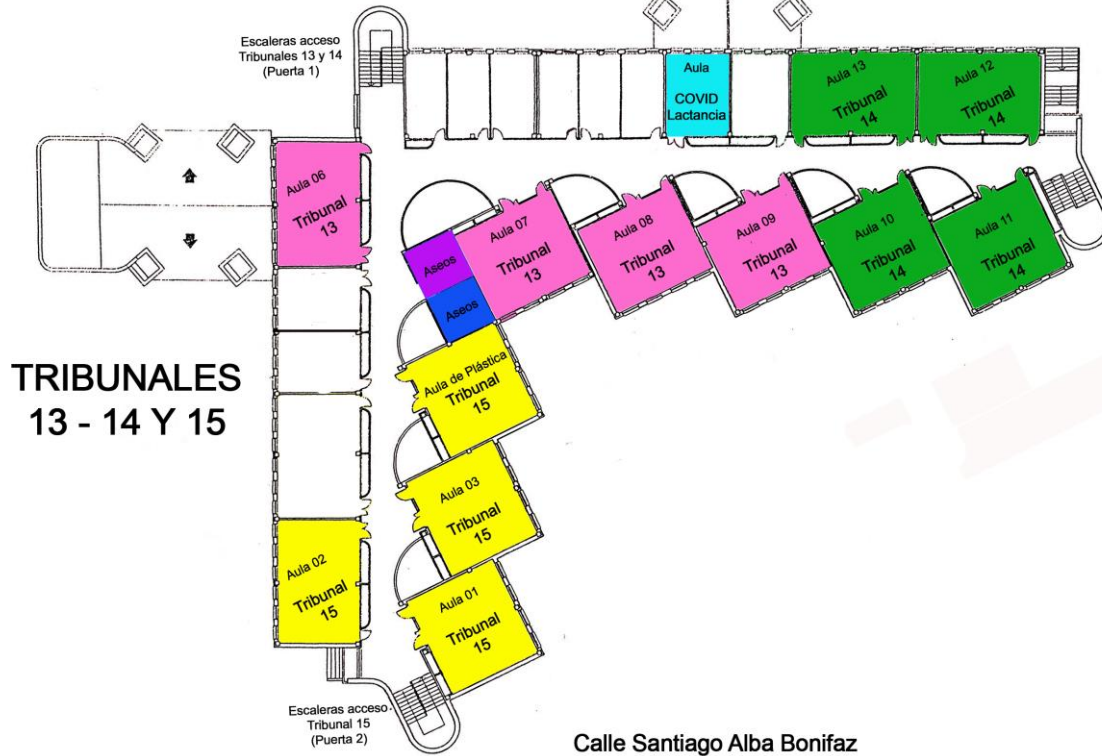 Escaleras acceso
Tribunales 13 y 14
(Puerta 1)
Aula
COVID
Lactancia
Aula 13
Tribunal
14
Aula 12
Tribunal
14
Aula 06
Tribunal
13
Aseos
Aseos
Aula 07
Tribunal
13
Aula 08
Tribunal
13
Aula 09
Tribunal
13
Aula 10
Tribunal
14
Aula 11
Tribunal
14
TRIBUNALES
13 - 14 Y 15
Aula de Plástica
Tribunal
15
Aula 03
Tribunal
15
Aula 02
Tribunal
15
Aula 01
Tribunal
15
Escaleras acceso
Tribunal 15
(Puerta 2)
Calle Santiago Alba Bonifaz